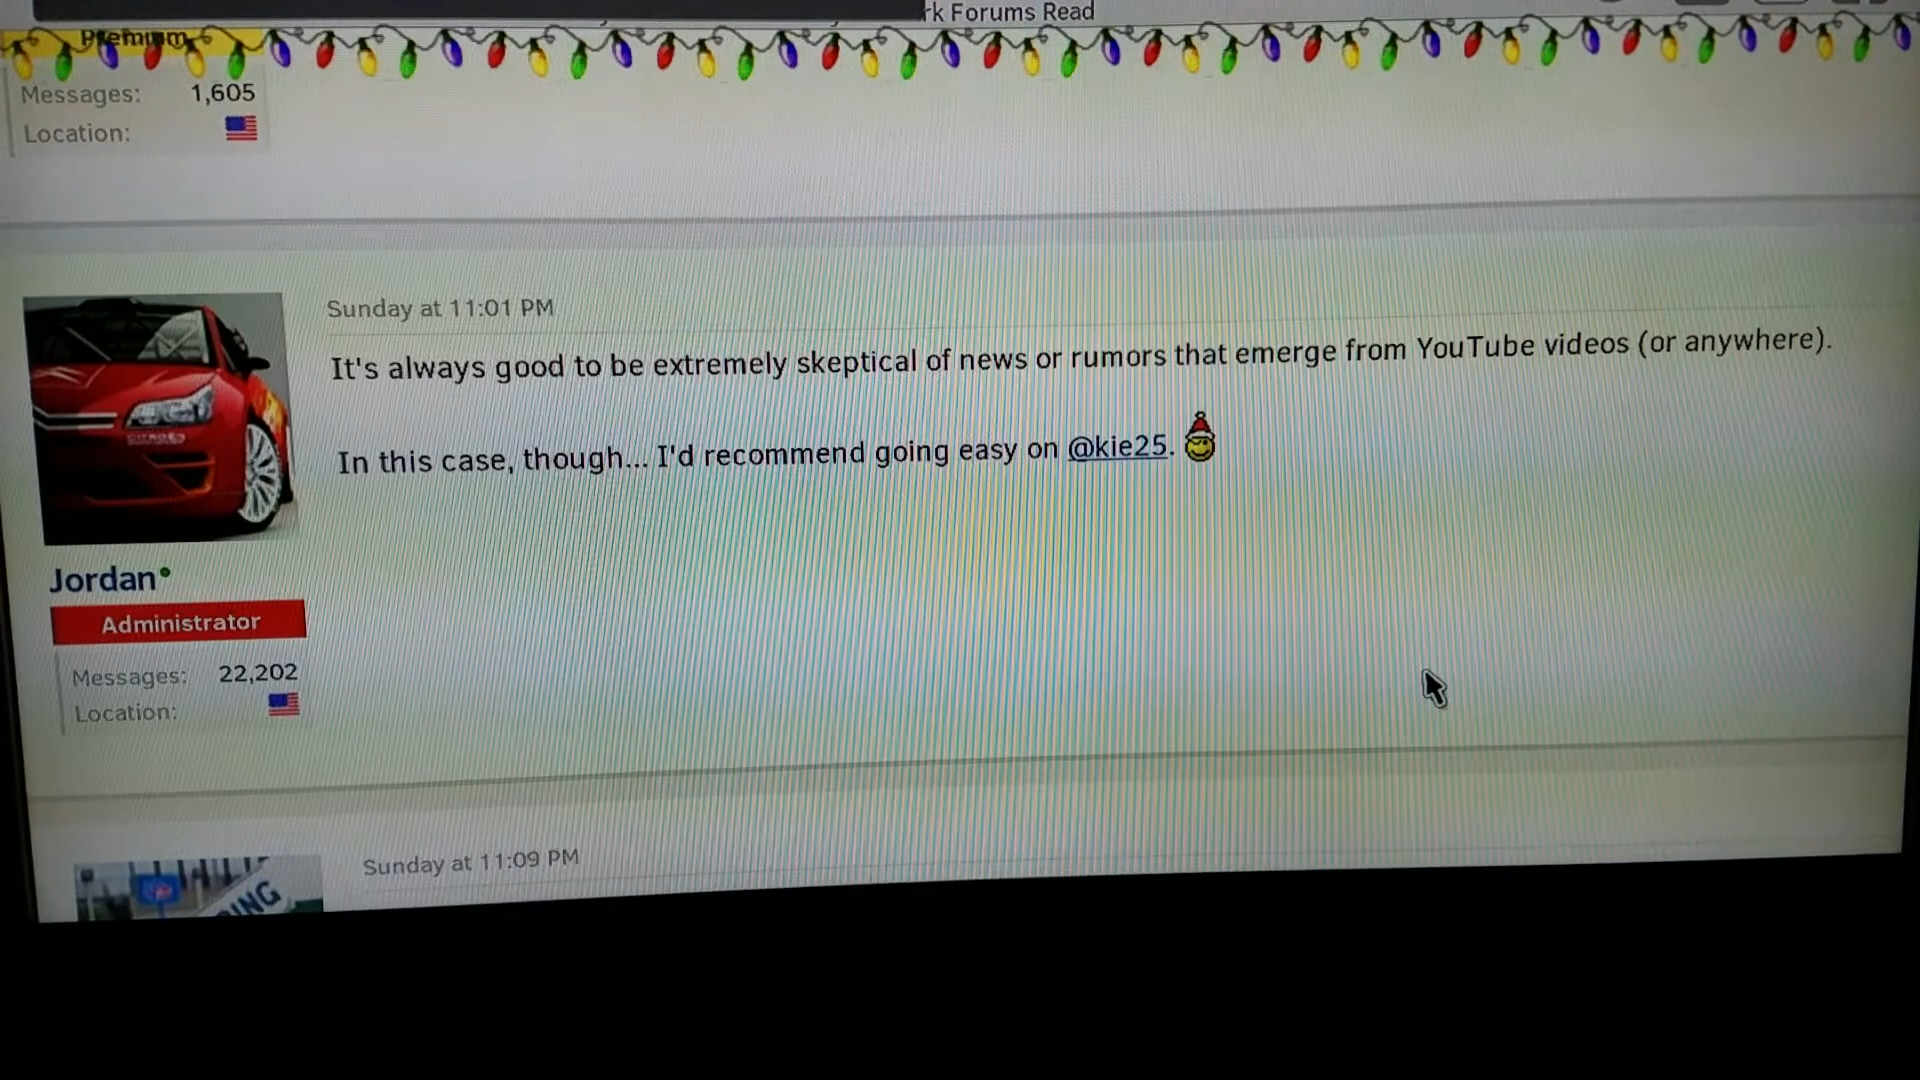 rk Forums Read
Premium
Messages: 1,605
Location:
Sunday at 11:01 PM
It's always good to be extremely skeptical of news or rumors that emerge from YouTube videos (or anywhere).
In this case, though... I'd recommend going easy on @kie25.
CITROËN
Jordan
Administrator
Messages: 22,202
Location:
Sunday at 11:09 PM
ING